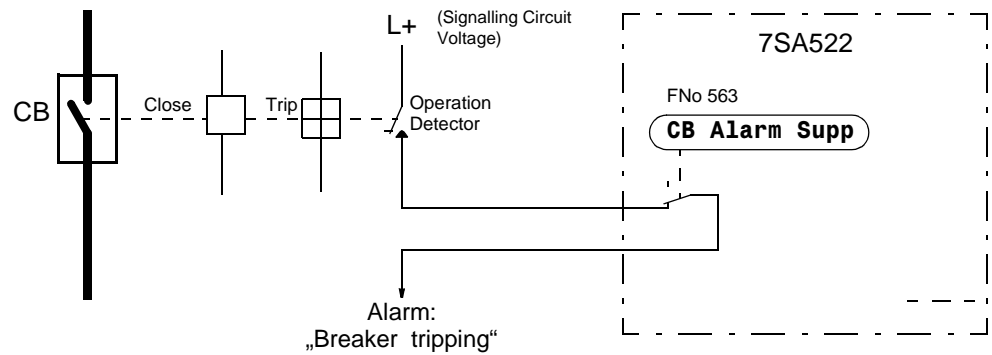 L+ (Signalling Circuit
Voltage)
7SA522
CB
Close
Trip
Operation
Detector
FNo 563
CB Alarm Supp
Alarm:
„Breaker tripping“